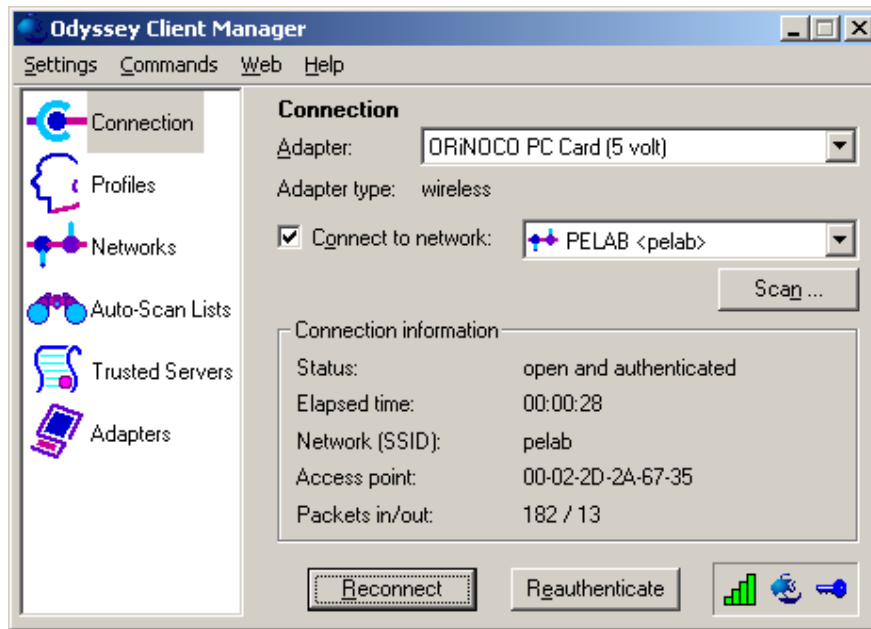 Odyssey Client Manager
Settings Commands Web Help
Connection
Profiles
Networks
Auto-Scan Lists
Trusted Servers
Adapters
Connection
Adapter: ORiNOCO PC Card (5 volt)
Adapter type: wireless
Connect to network: PELAB <pelab>
Scan ...
Connection information
Status: open and authenticated
Elapsed time: 00:00:28
Network (SSID): pelab
Access point: 00-02-2D-2A-67-35
Packets in/out: 182 / 13
Reconnect Reauthenticate